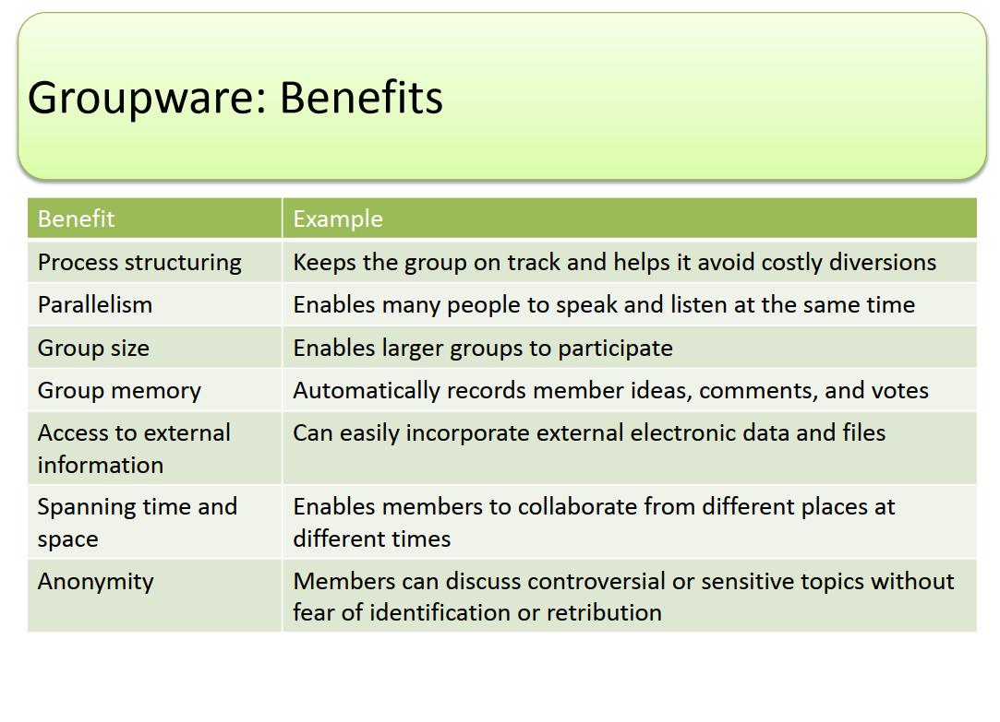 Groupware: Benefits
Benefit
Example
Process structuring
Keeps the group on track and helps it avoid costly diversions
Parallelism
Enables many people to speak and listen at the same time
Group size
Enables larger groups to participate
Group memory
Automatically records member ideas, comments, and votes
Access to external
information
Can easily incorporate external electronic data and files
Spanning time and
space
Enables members to collaborate from different places at
different times
Anonymity
Members can discuss controversial or sensitive topics without
fear of identification or retribution